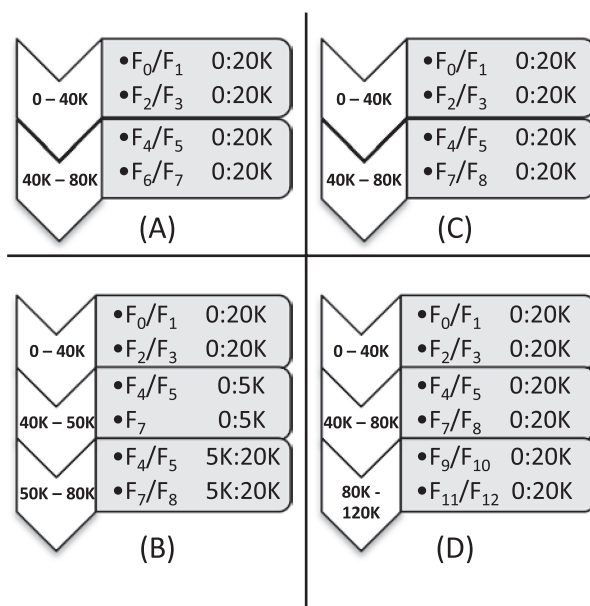 •F₀/F₁ 0:20K
0 – 40K
•F₂/F₃ 0:20K
•F₄/F₅ 0:20K
40K – 80K
•F₆/F₇ 0:20K
(A)
•F₀/F₁ 0:20K
0 – 40K
•F₂/F₃ 0:20K
•F₄/F₅ 0:20K
40K – 80K
•F₇/F₈ 0:20K
(C)
•F₀/F₁ 0:20K
0 – 40K
•F₂/F₃ 0:20K
•F₄/F₅ 0:5K
40K – 50K
•F₇ 0:5K
•F₄/F₅ 5K:20K
50K – 80K
•F₇/F₈ 5K:20K
(B)
•F₀/F₁ 0:20K
0 – 40K
•F₂/F₃ 0:20K
•F₄/F₅ 0:20K
40K – 80K
•F₇/F₈ 0:20K
•F₉/F₁₀ 0:20K
80K -
120K
•F₁₁/F₁₂ 0:20K
(D)